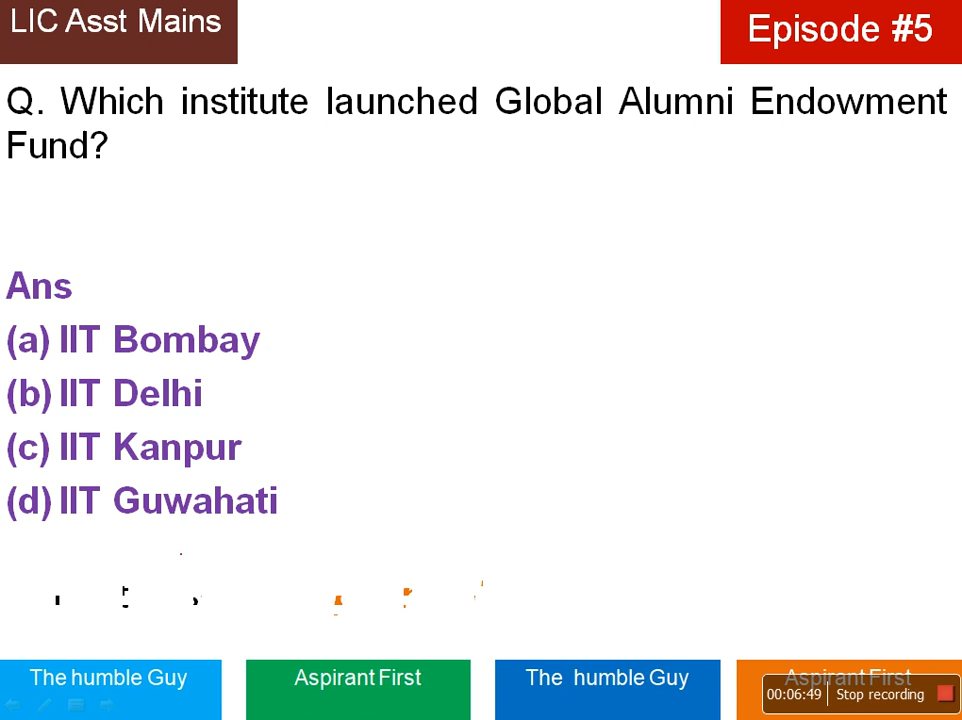 LIC Asst Mains
Episode #5
Q. Which institute launched Global Alumni Endowment
Fund?
Ans
(a) IIT Bombay
(b) IIT Delhi
(c) IIT Kanpur
(d) IIT Guwahati
The humble Guy
Aspirant First
The humble Guy
Aspirant First
00:06:49 Stop recording